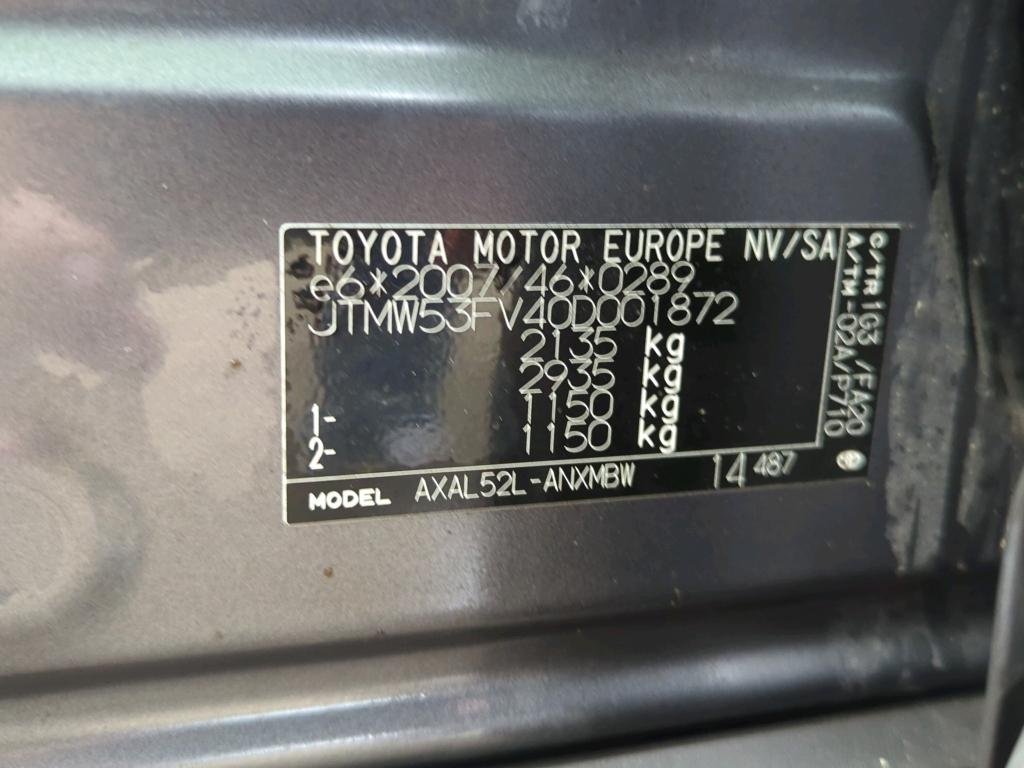 TOYOTA MOTOR EUROPE NV/SA
e6*2007/46*0289
JTMW53FV40D001872
2135 kg
2935 kg
1- 1150 kg
2- 1150 kg
MODEL AXAL52L-ANXMBW 14 487
C/TR 1G3 /FA20
A/TM -02A/P710